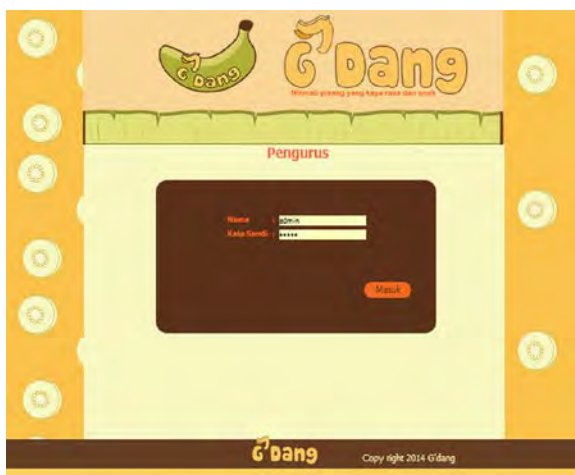 G'Dang
G'Dang
Nikmati pisang yang kaya rasa dan unik
Pengurus
Nama : admin
Kata Sandi : •••••
Masuk
G'Dang
Copy right 2014 G'dang